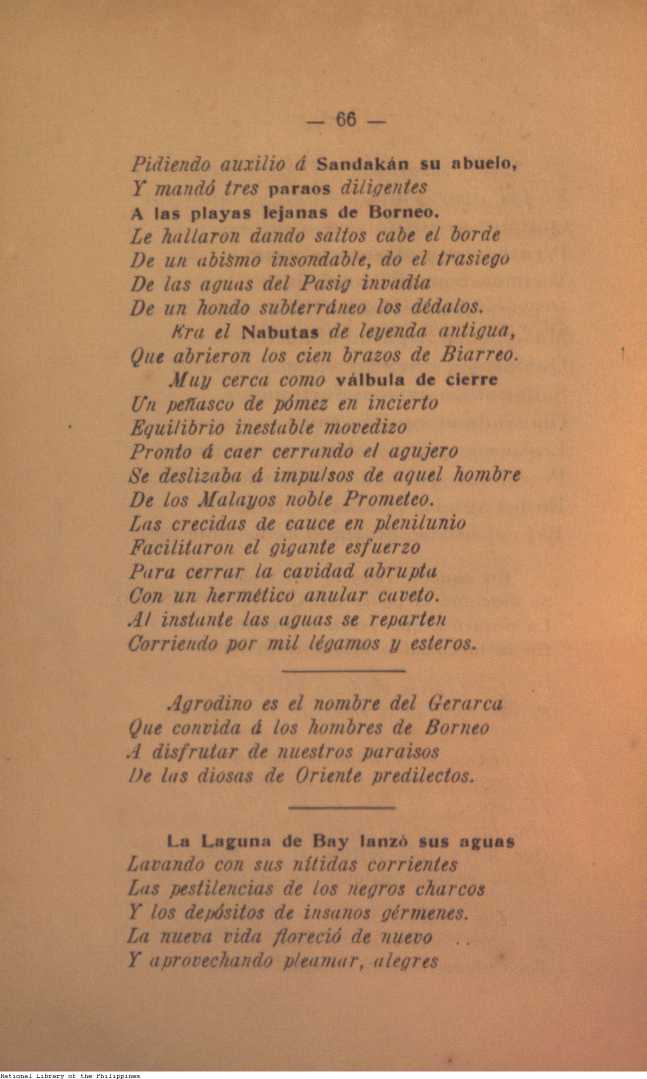 — 66 —
Pidiendo auxilio á Sandakán su abuelo,
Y mandó tres paraos diligentes
A las playas lejanas de Borneo.
Le hallaron dando saltos cabe el borde
De un abismo insondable, do el trasiego
De las aguas del Pasig invadía
De un hondo subterráneo los dédalos.
Era el Nabutas de leyenda antigua,
Que abrieron los cien brazos de Biarreo.
Muy cerca como válbula de cierre
Un peñasco de pómez en incierto
Equilibrio inestable movedizo
Pronto á caer cerrando el agujero
Se deslizaba á impulsos de aquel hombre
De los Malayos noble Prometeo.
Las crecidas de cauce en plenilunio
Facilitaron el gigante esfuerzo
Para cerrar la cavidad abrupta
Con un hermético anular caveto.
Al instante las aguas se reparten
Corriendo por mil légamos y esteros.
Agrodino es el nombre del Gerarca
Que convida á los hombres de Borneo
A disfrutar de nuestros paraisos
De las diosas de Oriente predilectos.
La Laguna de Bay lanzó sus aguas
Lavando con sus nítidas corrientes
Las pestilencias de los negros charcos
Y los depósitos de insanos gérmenes.
La nueva vida floreció de nuevo ..
Y aprovechando pleamar, alegres
National Library of the Philippines